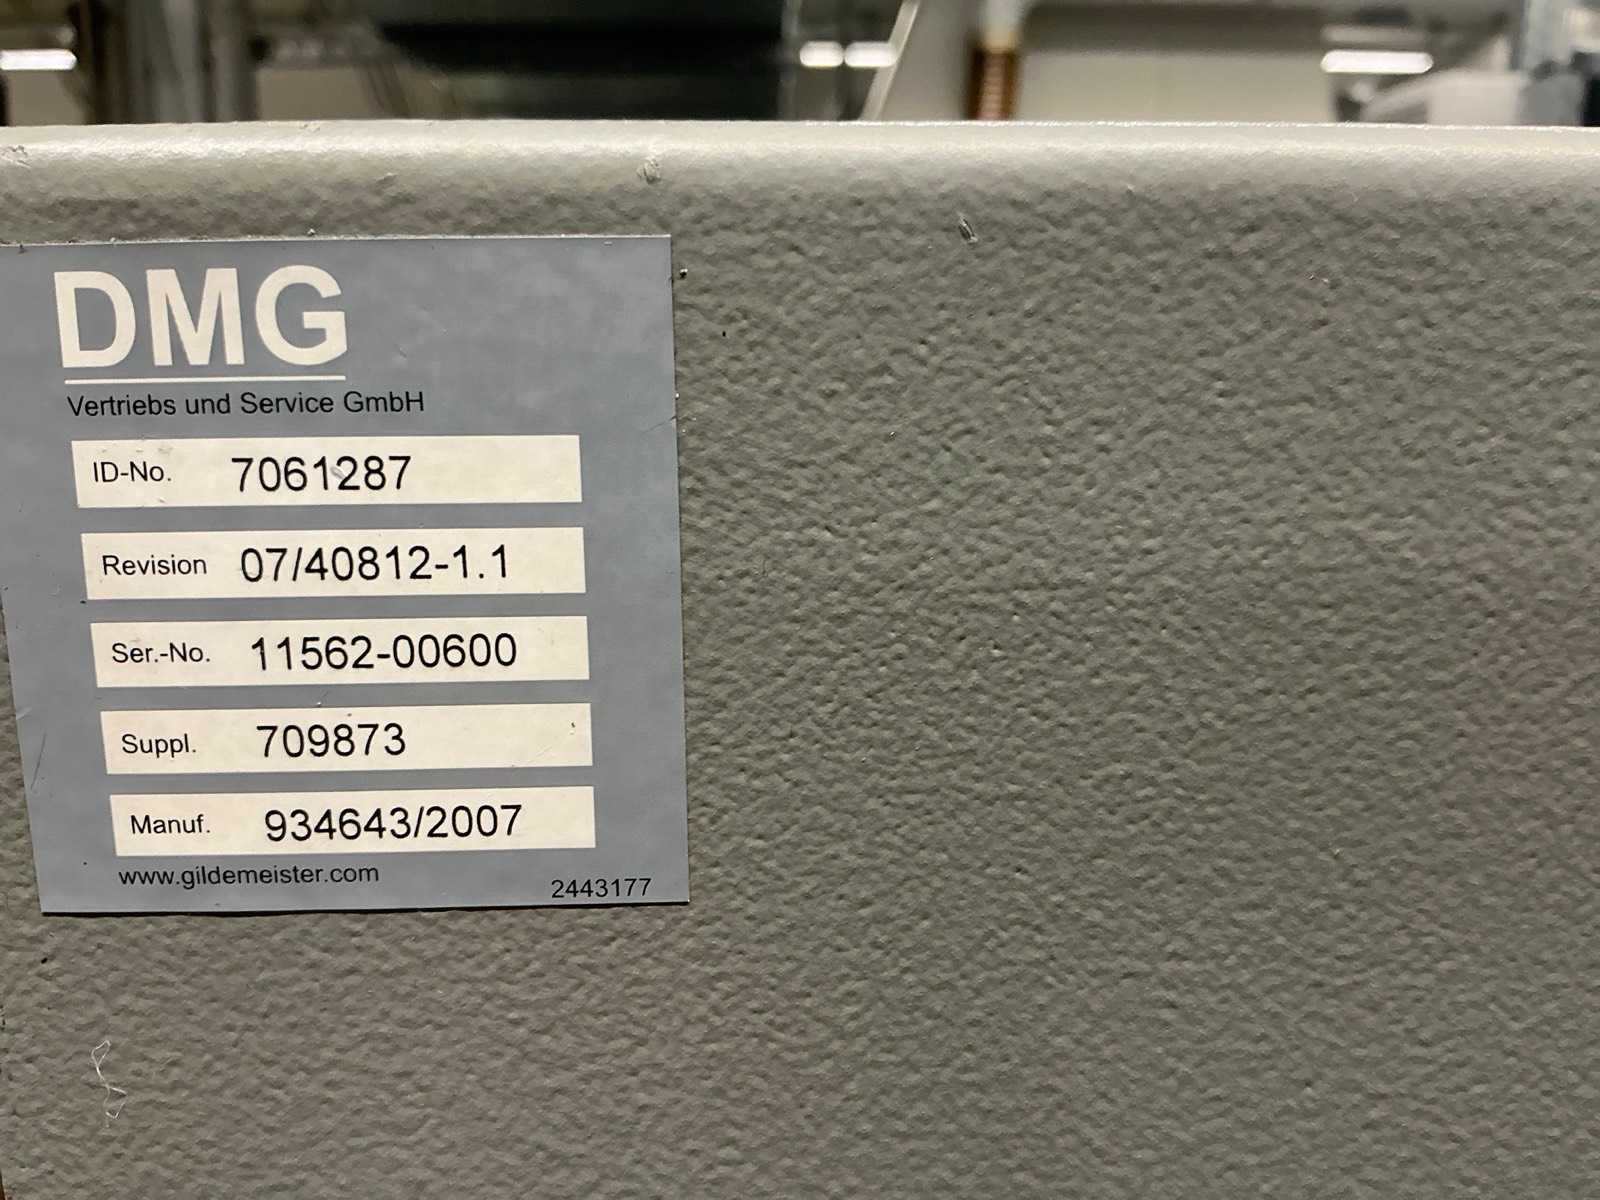 DMG
Vertriebs und Service GmbH
ID-No. 7061287
Revision 07/40812-1.1
Ser.-No. 11562-00600
Suppl. 709873
Manuf. 934643/2007
www.gildemeister.com
2443177